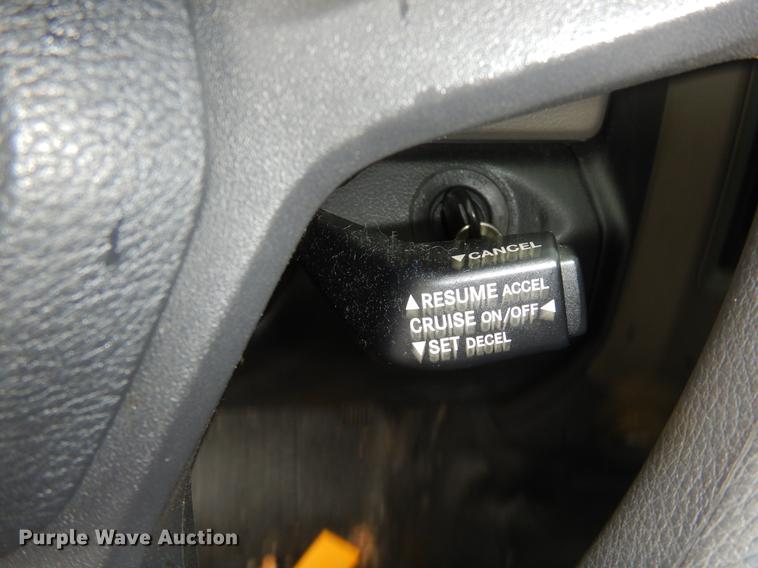 ▼CANCEL
▲RESUME ACCEL
CRUISE ON/OFF◄
▼SET DECEL
Purple Wave Auction®